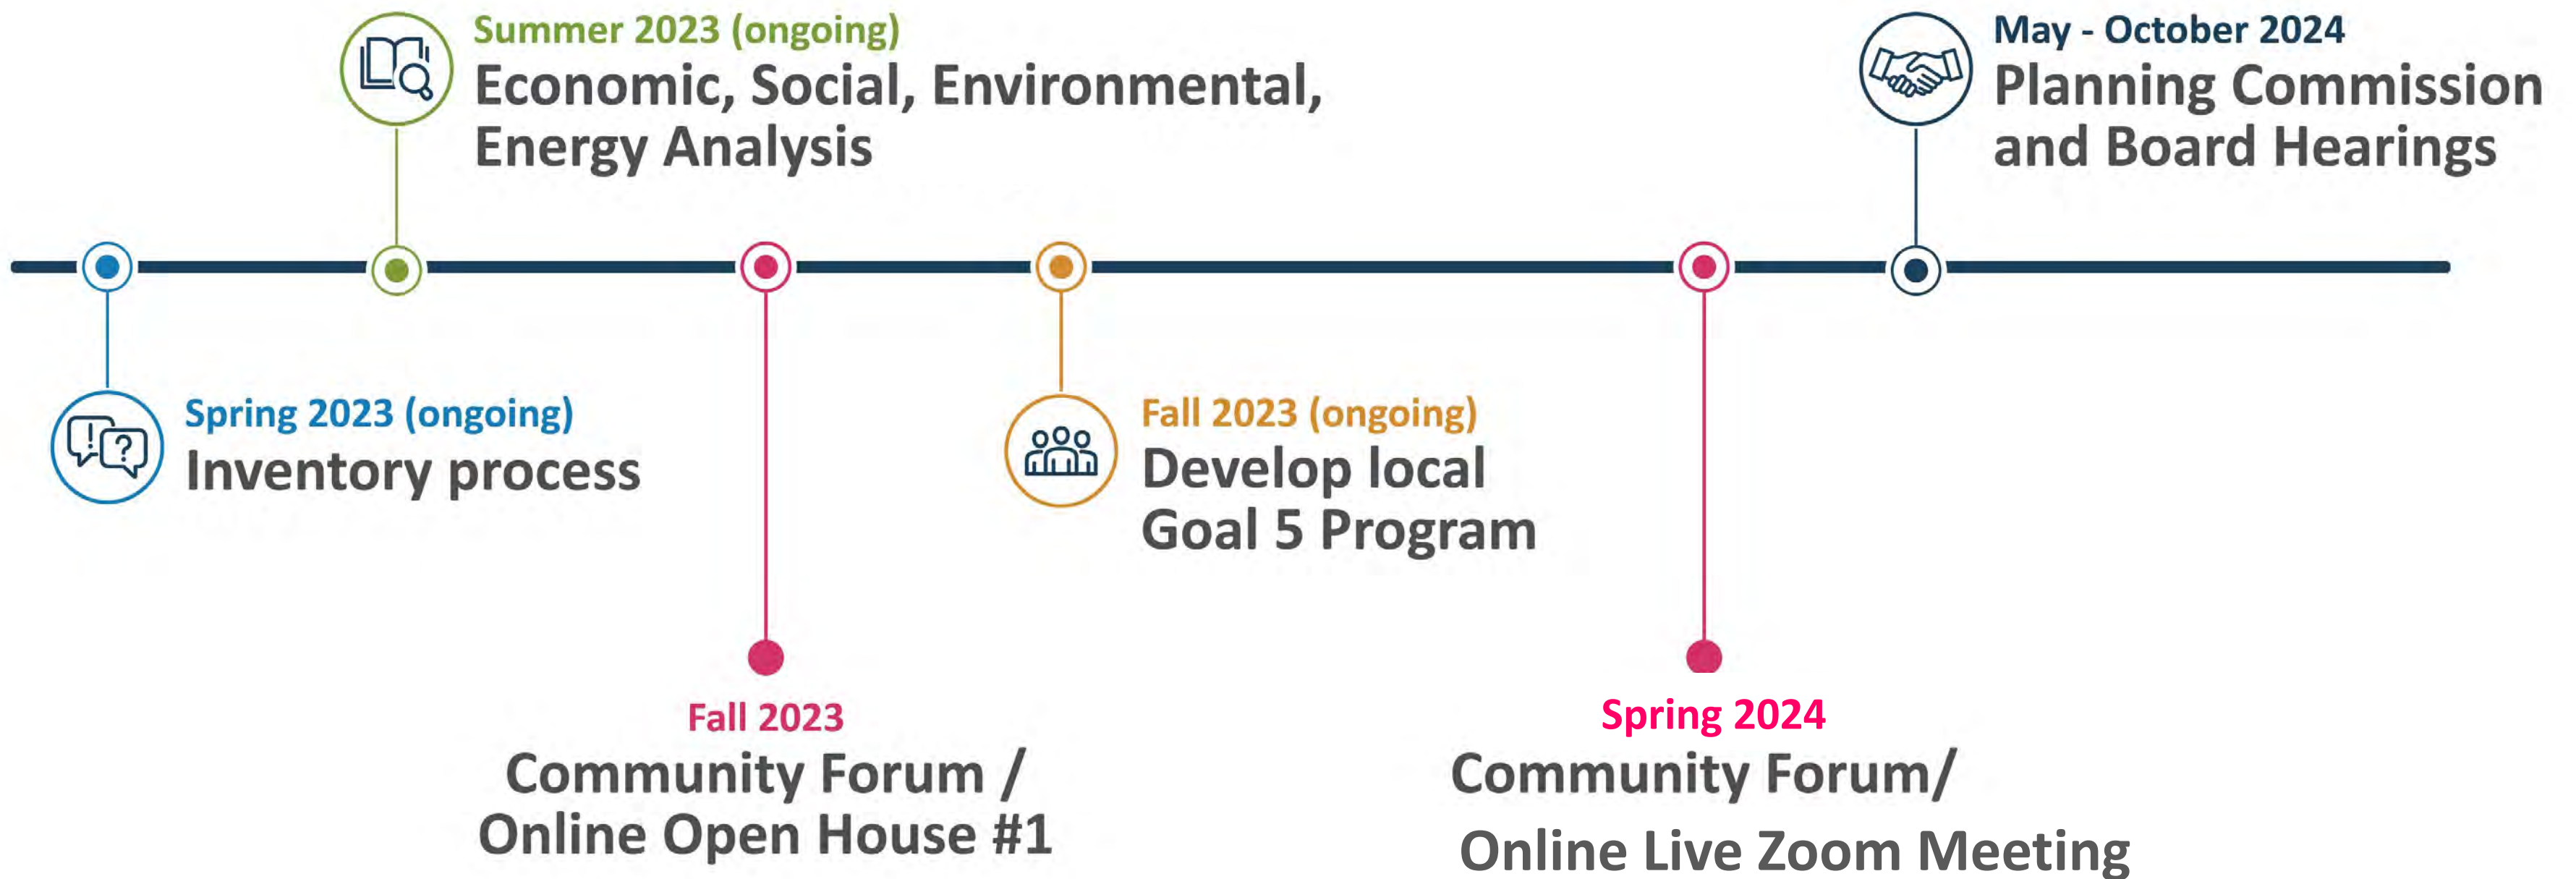 Summer 2023 (ongoing)
Economic, Social, Environmental,
Energy Analysis
May - October 2024
Planning Commission
and Board Hearings
! ?
Spring 2023 (ongoing)
Inventory process
Fall 2023 (ongoing)
Develop local
Goal 5 Program
Fall 2023
Community Forum /
Online Open House #1
Spring 2024
Community Forum/
Online Live Zoom Meeting